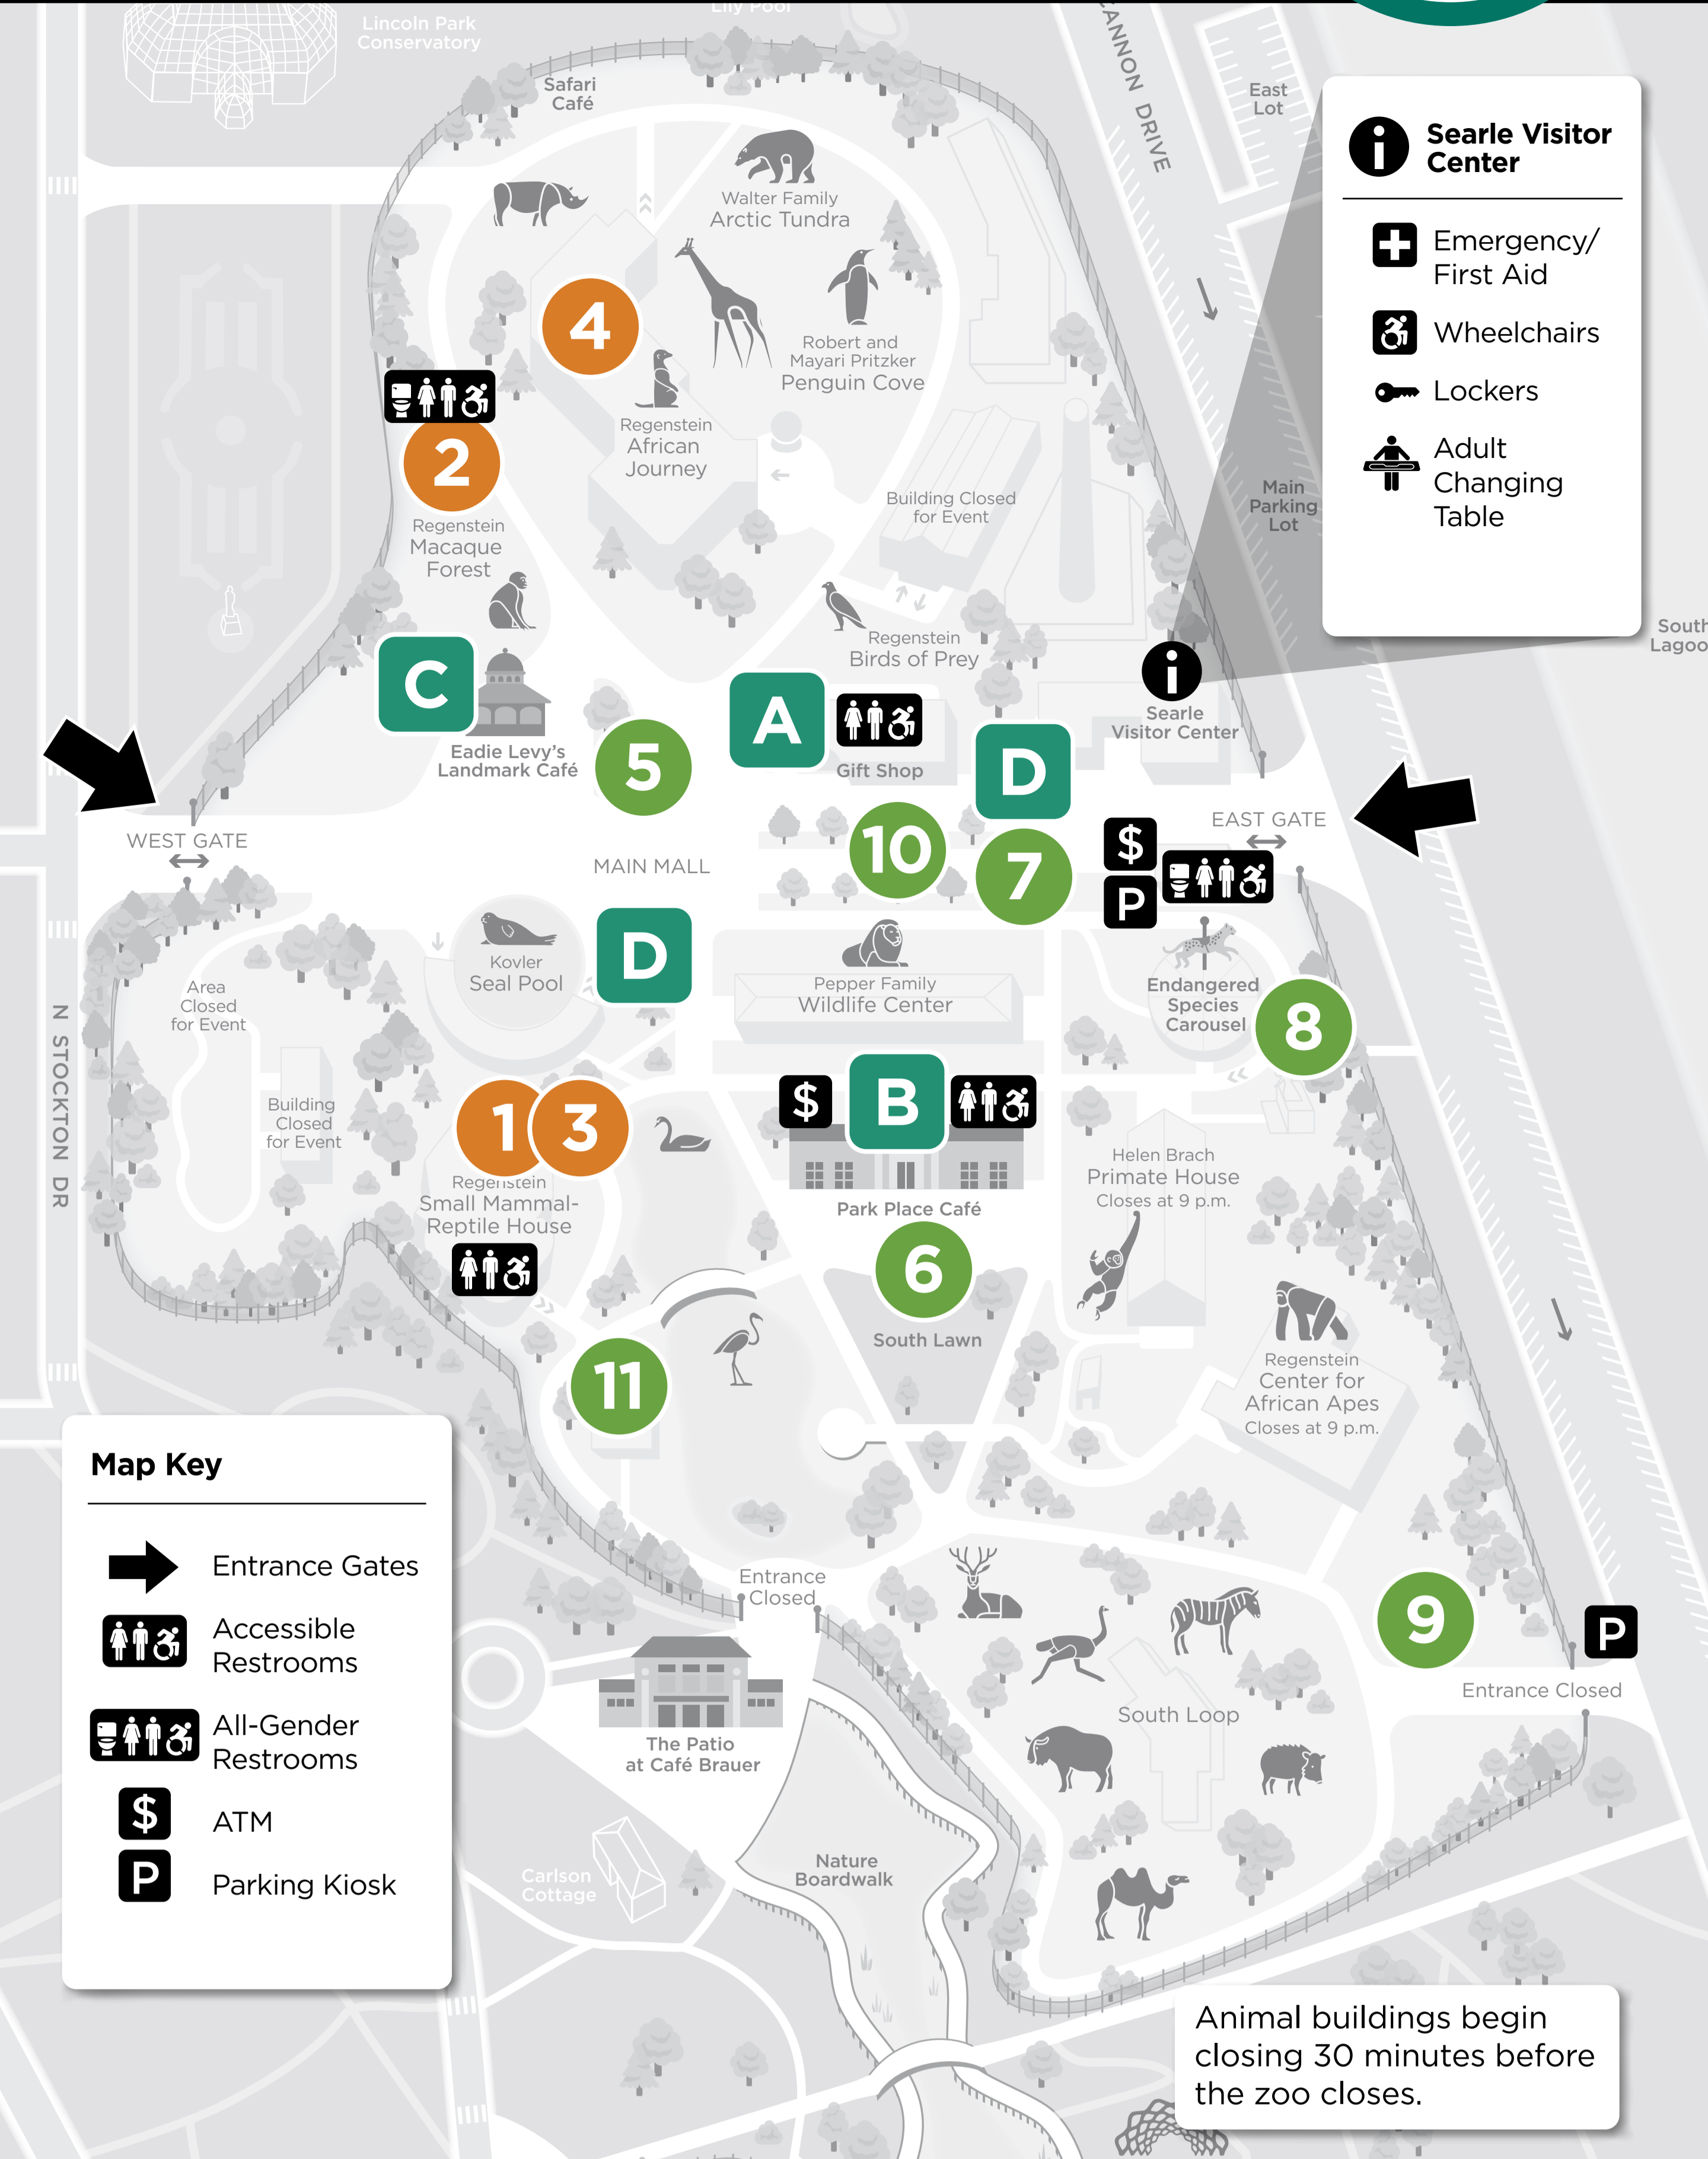 Lincoln Park
Conservatory
Lily Pool
CANNON DRIVE
East
Lot
Safari
Café
Searle Visitor
Center
Emergency/
First Aid
Wheelchairs
Lockers
Adult
Changing
Table
Walter Family
Arctic Tundra
4
Robert and
Mayari Pritzker
Penguin Cove
Regenstein
African
Journey
2
Regenstein
Macaque
Forest
Building Closed
for Event
Main
Parking
Lot
South
Lagoo
Regenstein
Birds of Prey
C
Eadie Levy's
Landmark Café
5
A
Gift Shop
D
i
Searle
Visitor Center
WEST GATE
EAST GATE
MAIN MALL
10
7
$
P
Kovler
Seal Pool
D
Pepper Family
Wildlife Center
Endangered
Species
Carousel
8
Area
Closed
for Event
N STOCKTON DR
Building
Closed
for Event
1
3
Regenstein
Small Mammal-
Reptile House
$
B
Park Place Café
Helen Brach
Primate House
Closes at 9 p.m.
6
South Lawn
11
Regenstein
Center for
African Apes
Closes at 9 p.m.
Map Key
Entrance Gates
Accessible
Restrooms
All-Gender
Restrooms
$
ATM
P
Parking Kiosk
Entrance
Closed
9
P
Entrance Closed
The Patio
at Café Brauer
South Loop
Carlson
Cottage
Nature
Boardwalk
Animal buildings begin
closing 30 minutes before
the zoo closes.